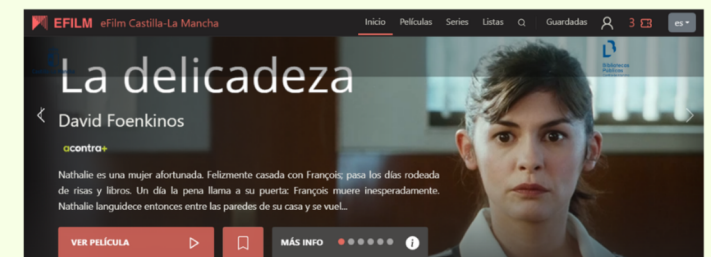 EFILM eFilm Castilla-La Mancha Inicio Películas Series Listas Guardadas 3 es
La delicadeza
Bibliotecas
Públicas
David Foenkinos
acontra+
Nathalie es una mujer afortunada. Felizmente casada con François; pasa los días rodeada
de risas y libros. Un día la pena llama a su puerta: François muere inesperadamente.
Nathalie languidece entonces entre las paredes de su casa y se vuel...
VER PELÍCULA MÁS INFO